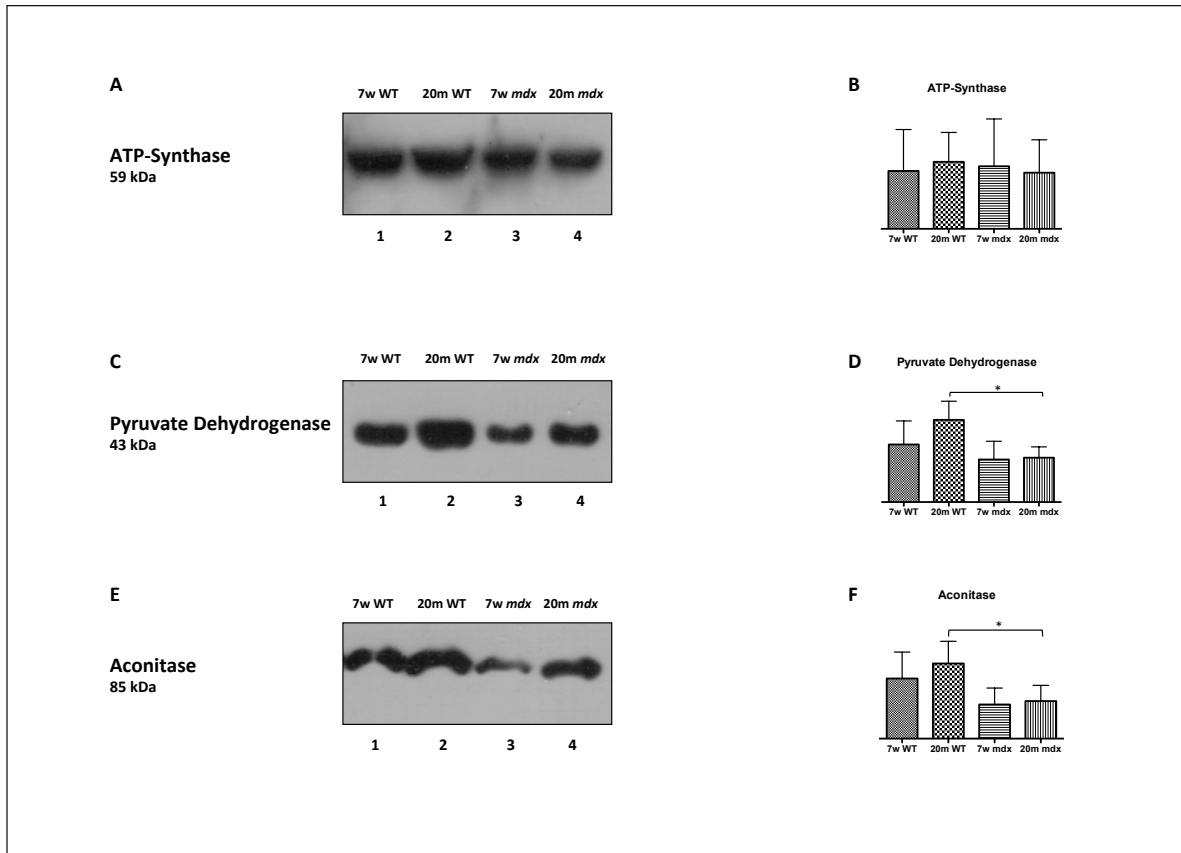 A
7w WT 20m WT 7w mdx 20m mdx
ATP-Synthase
59 kDa
1 2 3 4
B
ATP-Synthase
7w WT 20m WT 7w mdx 20m mdx
C
7w WT 20m WT 7w mdx 20m mdx
Pyruvate Dehydrogenase
43 kDa
1 2 3 4
D
Pyruvate Dehydrogenase
*
7w WT 20m WT 7w mdx 20m mdx
E
7w WT 20m WT 7w mdx 20m mdx
Aconitase
85 kDa
1 2 3 4
F
Aconitase
*
7w WT 20m WT 7w mdx 20m mdx